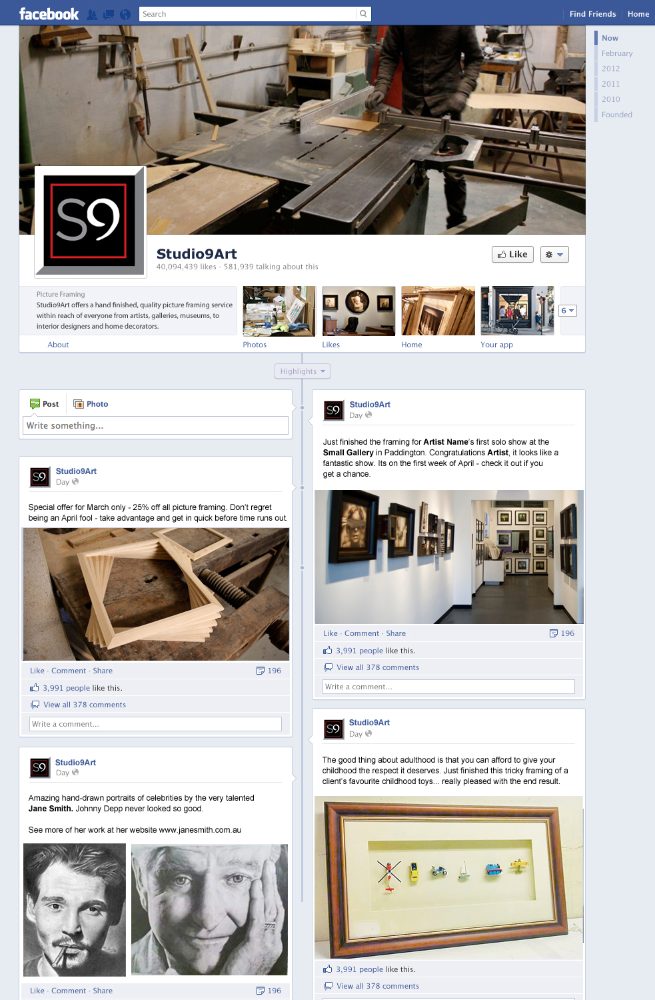 facebook
Search
Find Friends
Home
Now
February
2012
2011
2010
Founded
S9
Studio9Art
40,094,439 likes · 581,939 talking about this
Like
Picture Framing
Studio9Art offers a hand finished, quality picture framing service
within reach of everyone from artists, galleries, museums, to
interior designers and home decorators.
6
About
Photos
Likes
Home
Your app
Highlights
Post
Photo
Write something...
S9
Studio9Art
Day
Special offer for March only - 25% off all picture framing. Don't regret
being an April fool - take advantage and get in quick before time runs out.
Like · Comment · Share
196
3,991 people like this.
View all 378 comments
Write a comment...
S9
Studio9Art
Day
Amazing hand-drawn portraits of celebrities by the very talented
Jane Smith. Johnny Depp never looked so good.
See more of her work at her website www.janesmith.com.au
Like · Comment · Share
196
S9
Studio9Art
Day
Just finished the framing for Artist Name's first solo show at the
Small Gallery in Paddington. Congratulations Artist, it looks like a
fantastic show. Its on the first week of April - check it out if you
get a chance.
Like · Comment · Share
196
3,991 people like this.
View all 378 comments
Write a comment...
S9
Studio9Art
Day
The good thing about adulthood is that you can afford to give your
childhood the respect it deserves. Just finished this tricky framing of a
client's favourite childhood toys... really pleased with the end result.
3,991 people like this.
View all 378 comments